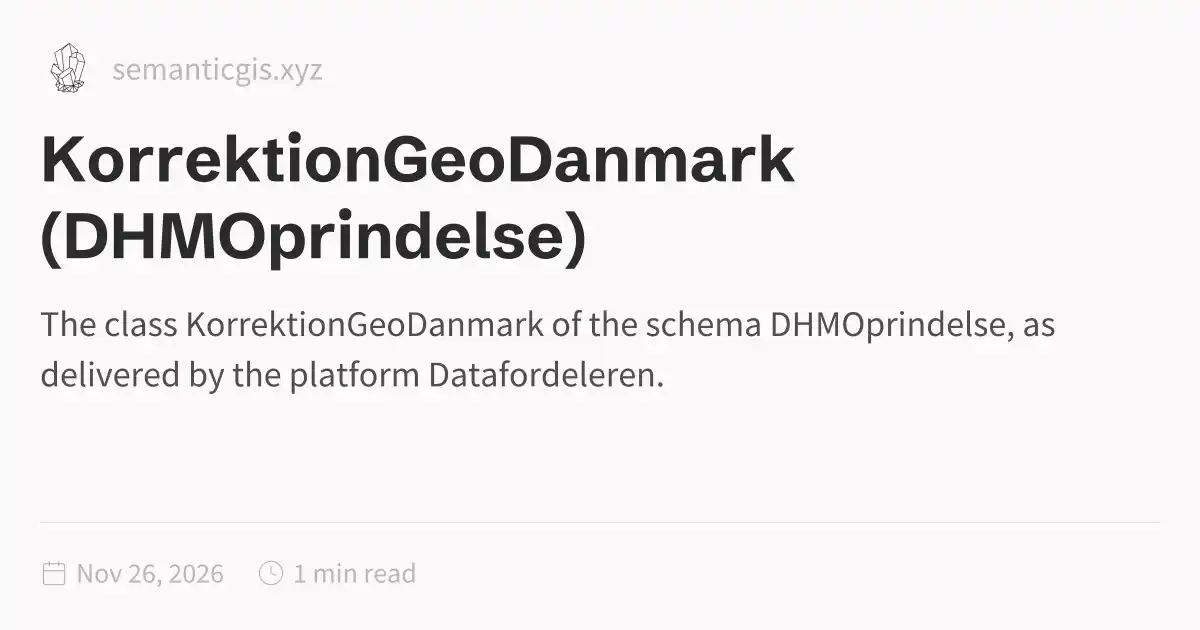 semanticgis.xyz
KorrektionGeoDanmark
(DHMOprindelse)
The class KorrektionGeoDanmark of the schema DHMOprindelse, as
delivered by the platform Datafordeleren.
Nov 26, 2026 1 min read